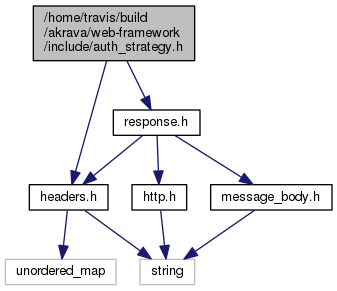 /home/travis/build
/akrava/web-framework
/include/auth_strategy.h
response.h
headers.h
http.h
message_body.h
unordered_map
string